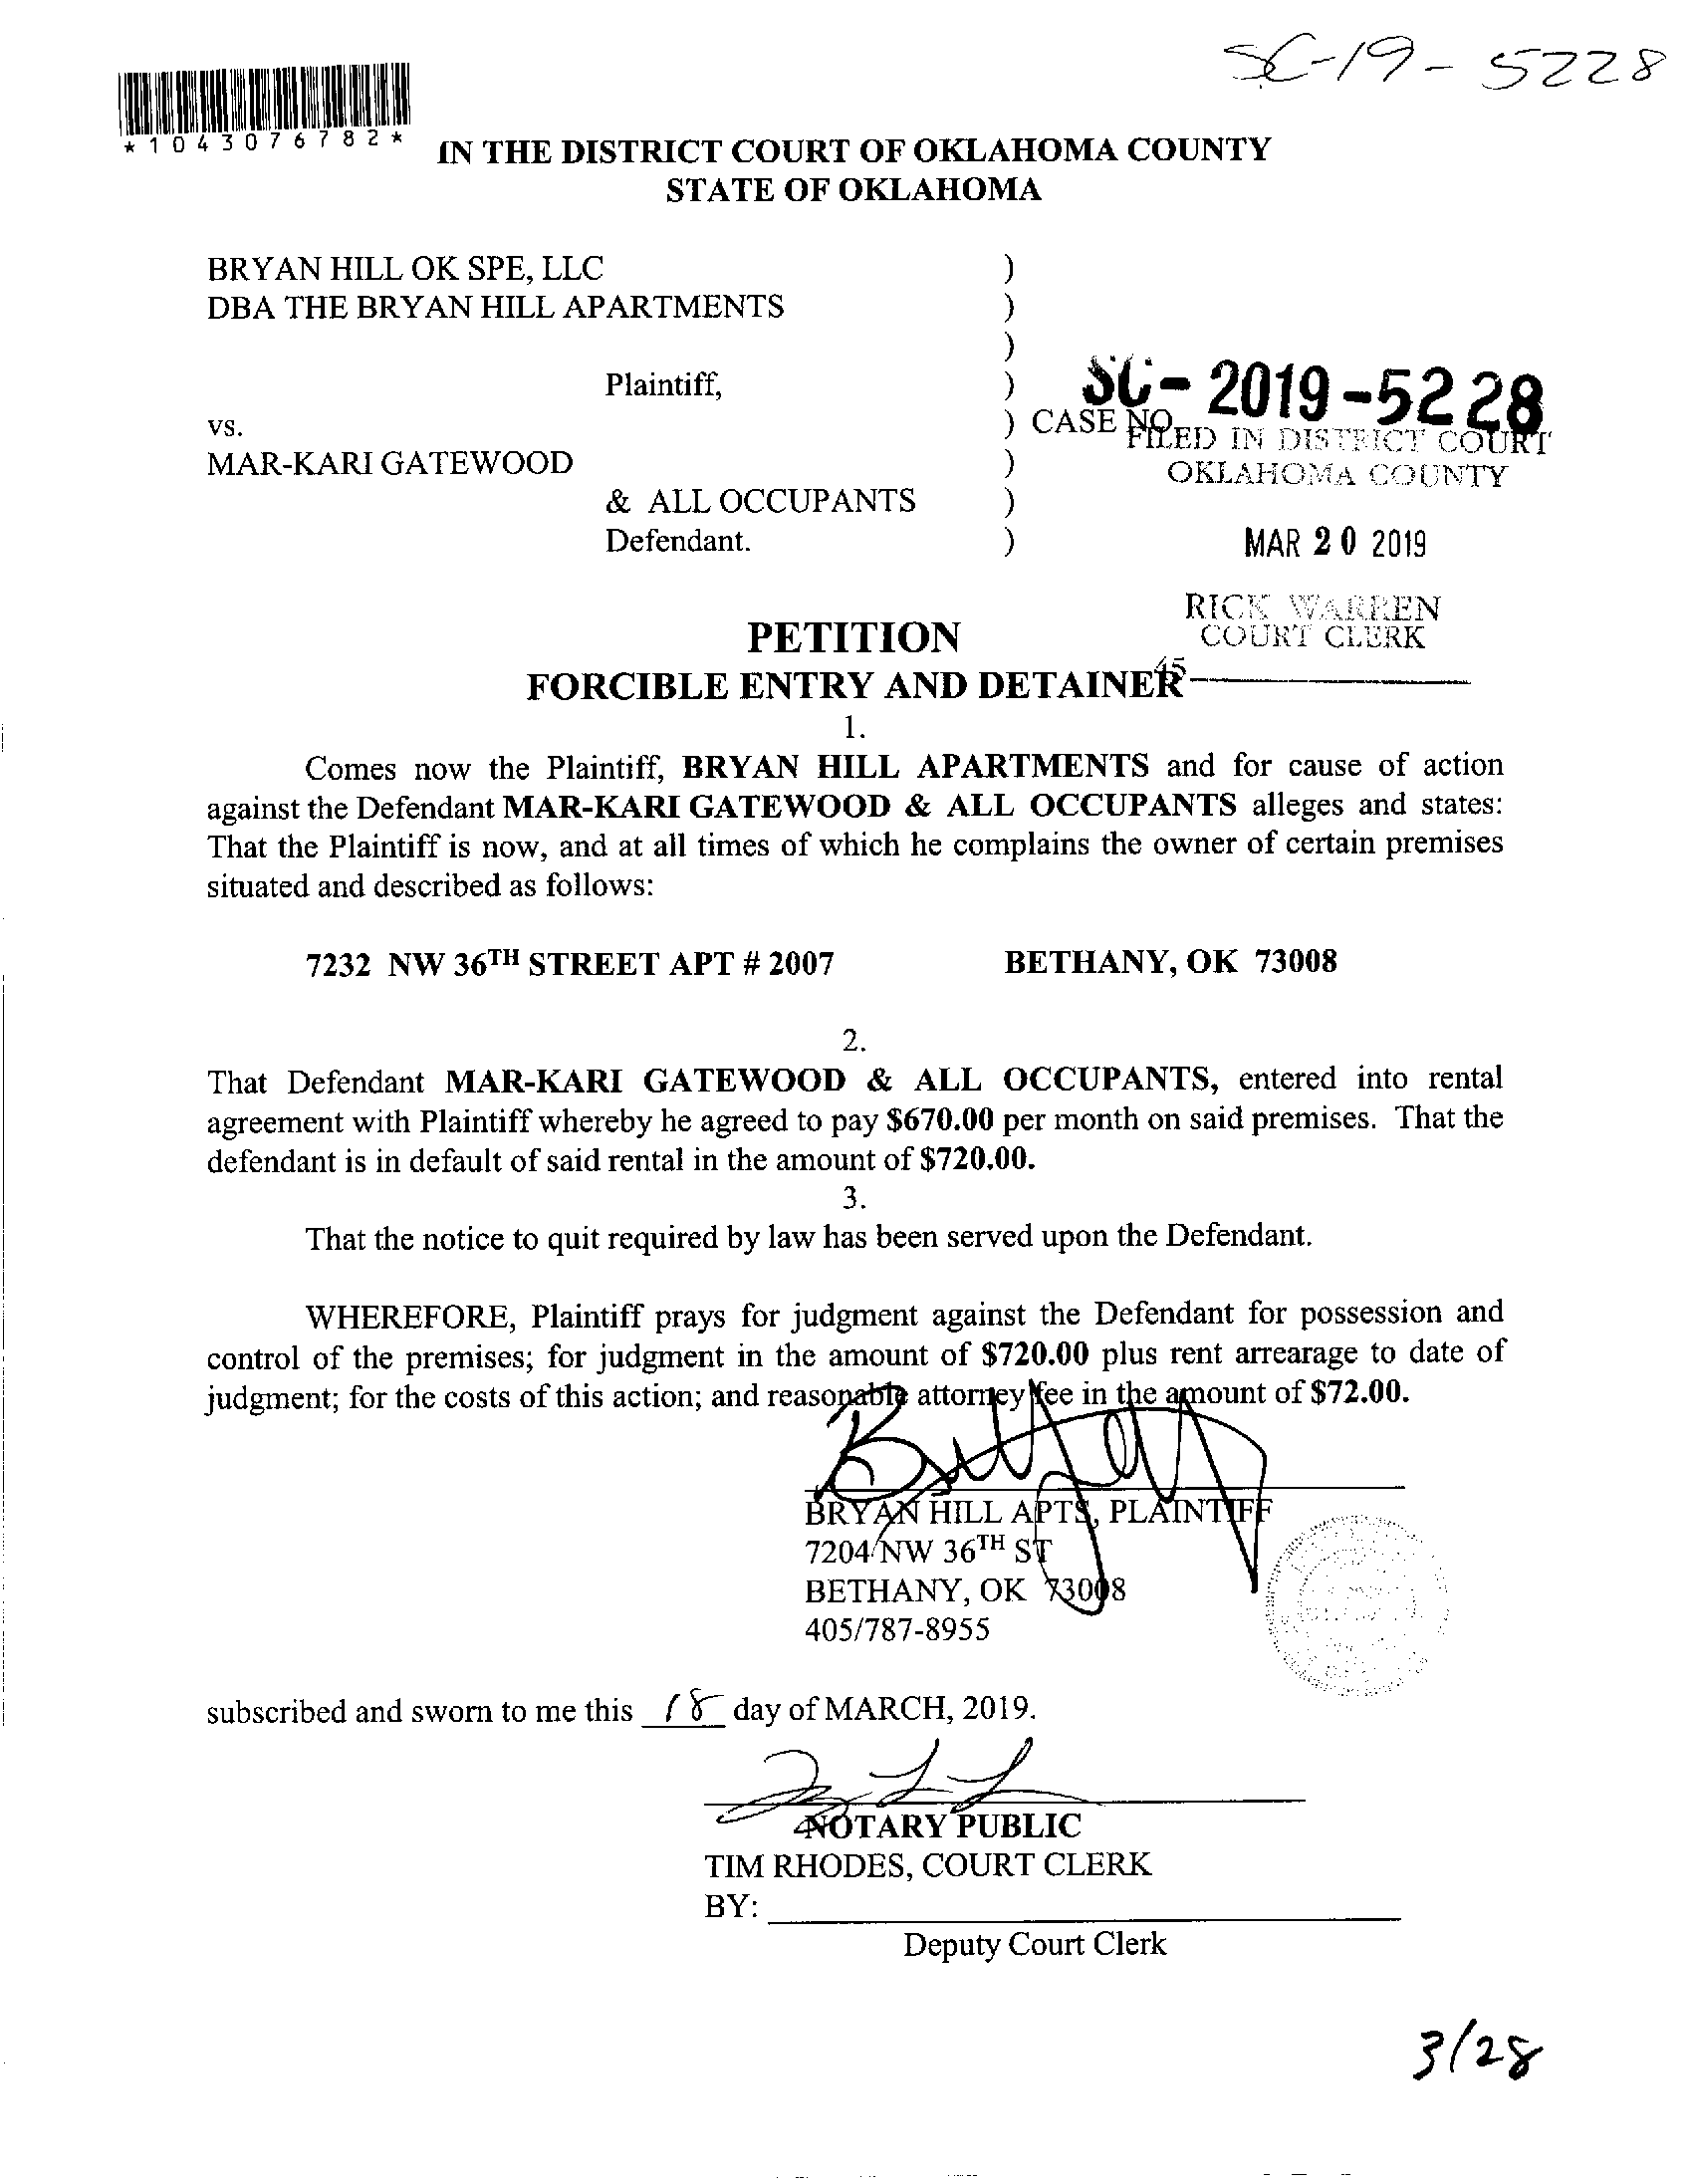 SC-19-5228
*1043076782*
IN THE DISTRICT COURT OF OKLAHOMA COUNTY
STATE OF OKLAHOMA
BRYAN HILL OK SPE, LLC )
DBA THE BRYAN HILL APARTMENTS )
)
Plaintiff, ) SC-2019-5228
vs. ) CASE NO.
FILED IN DISTRICT COURT
MAR-KARI GATEWOOD )
OKLAHOMA COUNTY
& ALL OCCUPANTS )
Defendant. ) MAR 20 2019
RICK WARREN
COURT CLERK
PETITION
45
FORCIBLE ENTRY AND DETAINER
1.
Comes now the Plaintiff, BRYAN HILL APARTMENTS and for cause of action
against the Defendant MAR-KARI GATEWOOD & ALL OCCUPANTS alleges and states:
That the Plaintiff is now, and at all times of which he complains the owner of certain premises
situated and described as follows:
7232 NW 36TH STREET APT # 2007 BETHANY, OK 73008
2.
That Defendant MAR-KARI GATEWOOD & ALL OCCUPANTS, entered into rental
agreement with Plaintiff whereby he agreed to pay $670.00 per month on said premises. That the
defendant is in default of said rental in the amount of $720.00.
3.
That the notice to quit required by law has been served upon the Defendant.
WHEREFORE, Plaintiff prays for judgment against the Defendant for possession and
control of the premises; for judgment in the amount of $720.00 plus rent arrearage to date of
judgment; for the costs of this action; and reasonable attorney fee in the amount of $72.00.
BRYAN HILL APTS, PLAINTIFF
7204 NW 36TH ST
BETHANY, OK 73008
405/787-8955
subscribed and sworn to me this 18 day of MARCH, 2019.
NOTARY PUBLIC
TIM RHODES, COURT CLERK
BY:
Deputy Court Clerk
3/28